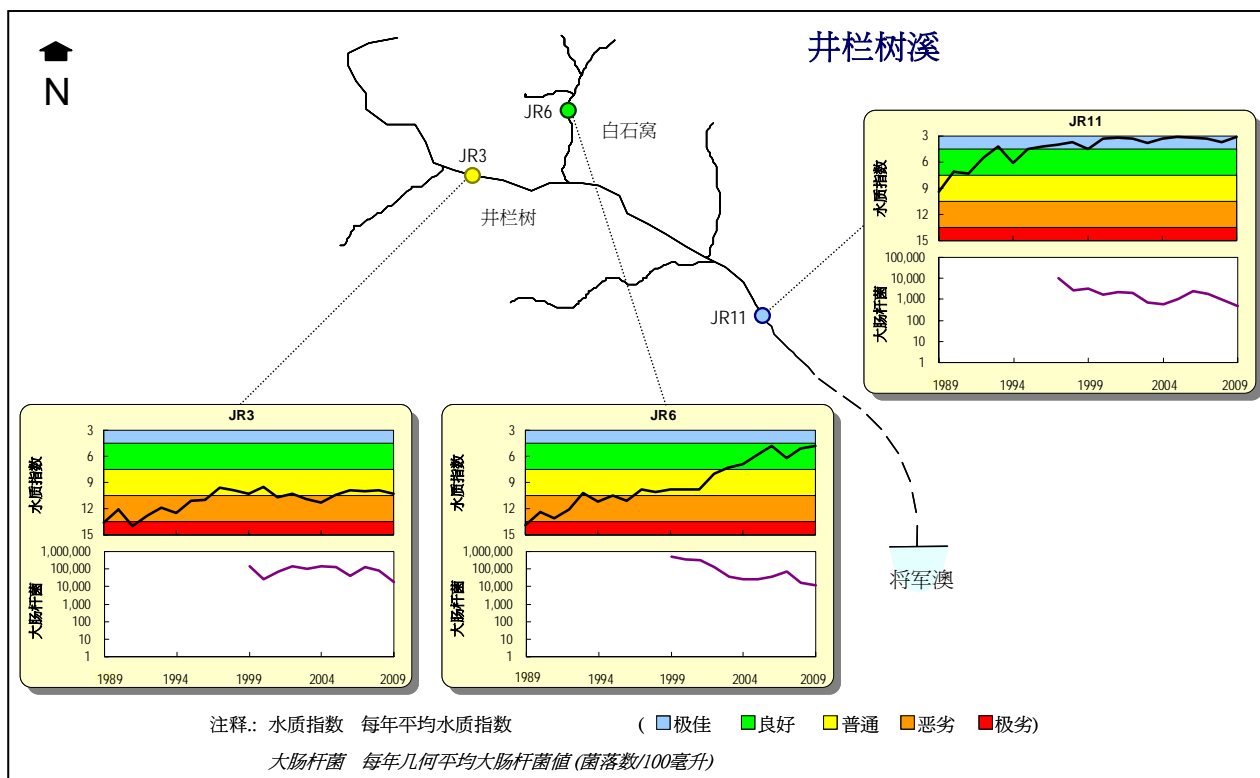 井栏树溪
N
JR6
白石窝
JR3
井栏树
JR11
将军澳
JR11
水质指数
3
6
9
12
15
大肠杆菌
100,000
10,000
1,000
100
10
1
1989 1994 1999 2004 2009
JR3
水质指数
3
6
9
12
15
大肠杆菌
1,000,000
100,000
10,000
1,000
100
10
1
1989 1994 1999 2004 2009
JR6
水质指数
3
6
9
12
15
大肠杆菌
1,000,000
100,000
10,000
1,000
100
10
1
1989 1994 1999 2004 2009
注释.: 水质指数 每年平均水质指数 ( 极佳 良好 普通 恶劣 极劣)
大肠杆菌 每年几何平均大肠杆菌值 (菌落数/100毫升)